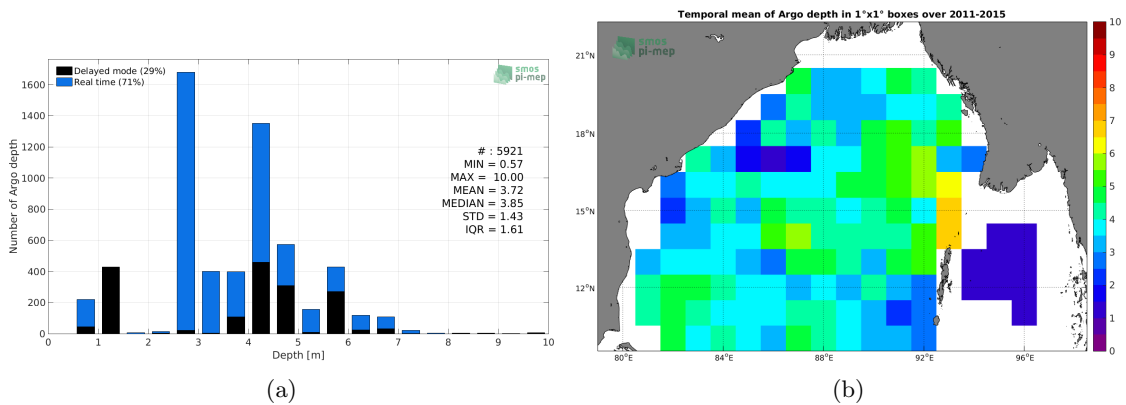 Delayed mode (29%)
Real time (71%)
smos
pi-mep
# : 5921
MIN = 0.57
MAX = 10.00
MEAN = 3.72
MEDIAN = 3.85
STD = 1.43
IQR = 1.61
Number of Argo depth
1600
1400
1200
1000
800
600
400
200
0
0 1 2 3 4 5 6 7 8 9 10
Depth [m]
(a)
Temporal mean of Argo depth in 1°x1° boxes over 2011-2015
smos
pi-mep
21°N
18°N
15°N
12°N
80°E 84°E 88°E 92°E 96°E
10
9
8
7
6
5
4
3
2
1
0
(b)